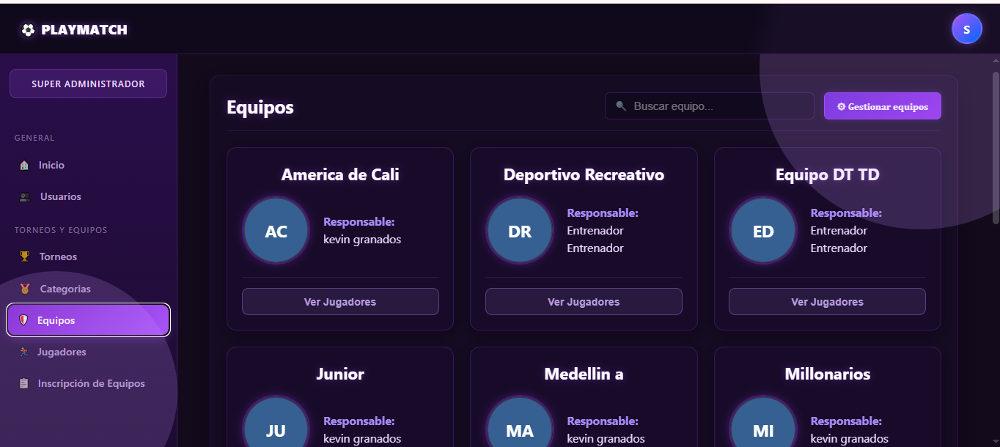 PLAYMATCH
S
SUPER ADMINISTRADOR
GENERAL
Inicio
Usuarios
TORNEOS Y EQUIPOS
Torneos
Categorias
Equipos
Jugadores
Inscripción de Equipos
Equipos
Buscar equipo...
Gestionar equipos
America de Cali
AC
Responsable:
kevin granados
Ver Jugadores
Deportivo Recreativo
DR
Responsable:
Entrenador
Entrenador
Ver Jugadores
Equipo DT TD
ED
Responsable:
Entrenador
Entrenador
Ver Jugadores
Junior
JU
Responsable:
kevin granados
Medellin a
MA
Responsable:
kevin granados
Millonarios
MI
Responsable:
kevin granados